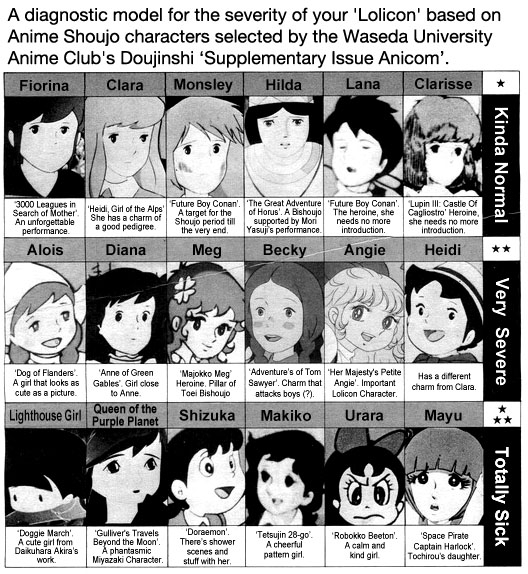 A diagnostic model for the severity of your 'Lolicon' based on
Anime Shoujo characters selected by the Waseda University
Anime Club's Doujinshi ‘Supplementary Issue Anicom’.
Fiorina Clara Monsley Hilda Lana Clarisse ★
Kinda Normal
'3000 Leagues in
Search of Mother'.
An unforgettable
performance.
'Heidi, Girl of the Alps'
She has a charm of
a good pedigree.
'Future Boy Conan'.
A target for the
Shoujo period till
the very end.
'The Great Adventure
of Horus'. A Bishoujo
supported by Mori
Yasuji's performance.
'Future Boy Conan'.
The heroine, she
needs no more
introduction.
'Lupin III: Castle Of
Cagliostro' Heroine,
she needs no more
introduction.
Alois Diana Meg Becky Angie Heidi ★★
Very Severe
'Dog of Flanders'.
A girl that looks as
cute as a picture.
'Anne of Green
Gables'. Girl close
to Anne.
'Majokko Meg'
Heroine. Pillar of
Toei Bishoujo
'Adventure's of Tom
Sawyer'. Charm that
attacks boys (?).
'Her Majesty's Petite
Angie'. Important
Lolicon Character.
Has a different
charm from Clara.
Lighthouse Girl Queen of the
Purple Planet Shizuka Makiko Urara Mayu ★
★★
Totally Sick
'Doggie March'.
A cute girl from
Daikuhara Akira's
work.
'Gulliver's Travels
Beyond the Moon'.
A phantasmic
Miyazaki Character.
'Doraemon'.
There's shower
scenes and
stuff with her.
'Tetsujin 28-go'.
A cheerful
pattern girl.
'Robokko Beeton'.
A calm and
kind girl.
'Space Pirate
Captain Harlock'.
Tochirou's daughter.